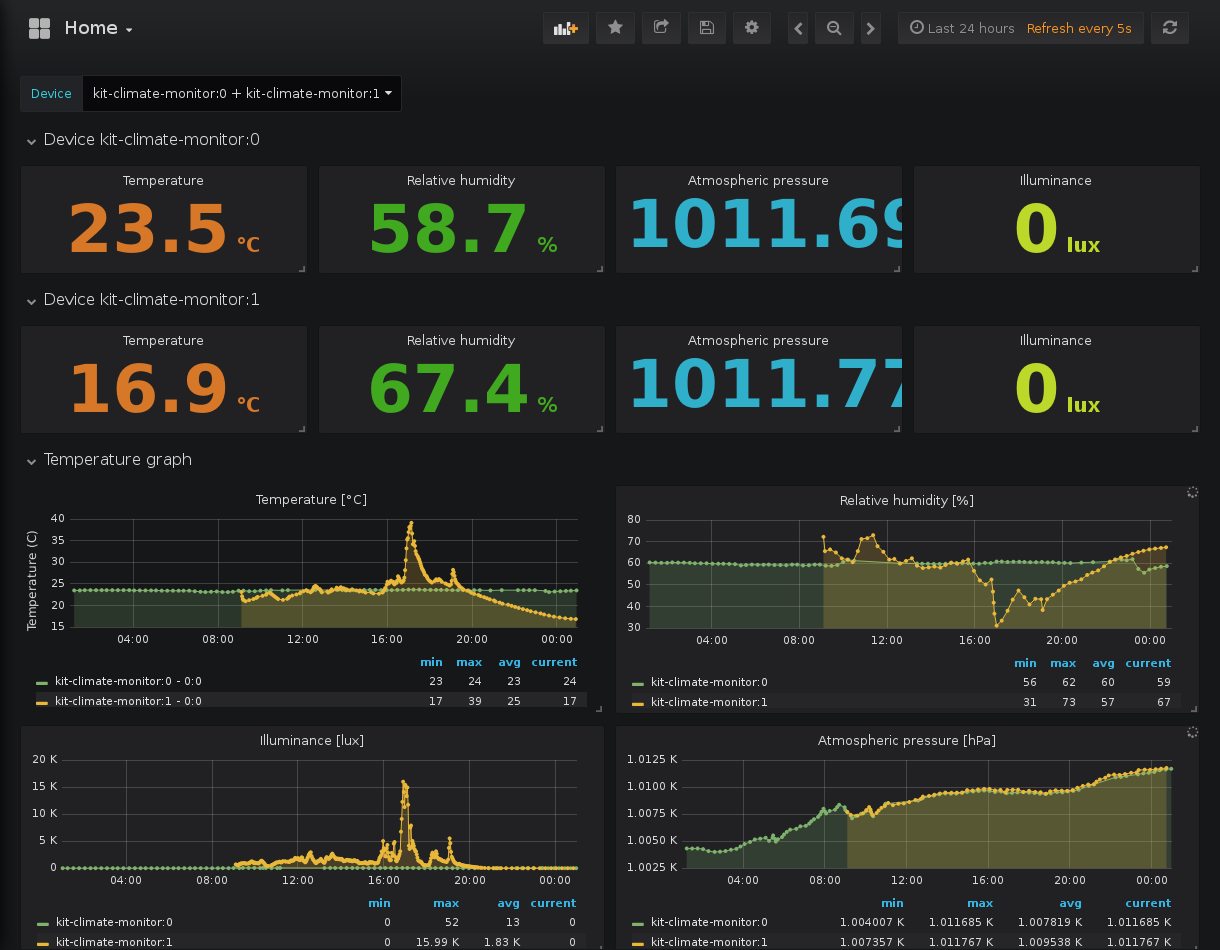 Home
Last 24 hours Refresh every 5s
Device kit-climate-monitor:0 + kit-climate-monitor:1
Device kit-climate-monitor:0
Temperature Relative humidity Atmospheric pressure Illuminance
23.5 °C 58.7 % 1011.69 0 lux
Device kit-climate-monitor:1
Temperature Relative humidity Atmospheric pressure Illuminance
16.9 °C 67.4 % 1011.77 0 lux
Temperature graph
Temperature [°C]
Temperature (C)
40
35
30
25
20
15
04:00 08:00 12:00 16:00 20:00 00:00
min max avg current
kit-climate-monitor:0 - 0:0 23 24 23 24
kit-climate-monitor:1 - 0:0 17 39 25 17
Relative humidity [%]
80
70
60
50
40
30
04:00 08:00 12:00 16:00 20:00 00:00
min max avg current
kit-climate-monitor:0 56 62 60 59
kit-climate-monitor:1 31 73 57 67
Illuminance [lux]
20 K
15 K
10 K
5 K
0
04:00 08:00 12:00 16:00 20:00 00:00
min max avg current
kit-climate-monitor:0 0 52 13 0
kit-climate-monitor:1 0 15.99 K 1.83 K 0
Atmospheric pressure [hPa]
1.0125 K
1.0100 K
1.0075 K
1.0050 K
1.0025 K
04:00 08:00 12:00 16:00 20:00 00:00
min max avg current
kit-climate-monitor:0 1.004007 K 1.011685 K 1.007819 K 1.011685 K
kit-climate-monitor:1 1.007357 K 1.011767 K 1.009538 K 1.011767 K